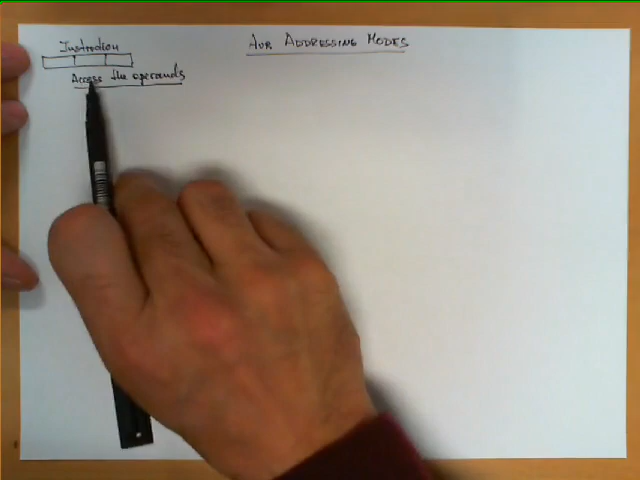 AVR ADDRESSING MODES
Instruction
Access the operands